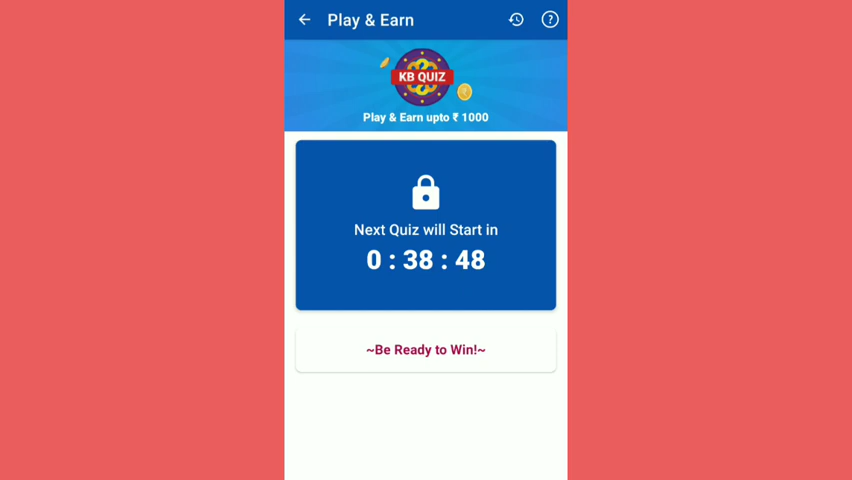 Play & Earn
KB QUIZ
Play & Earn upto ₹ 1000
Next Quiz will Start in
0 : 38 : 48
~Be Ready to Win!~